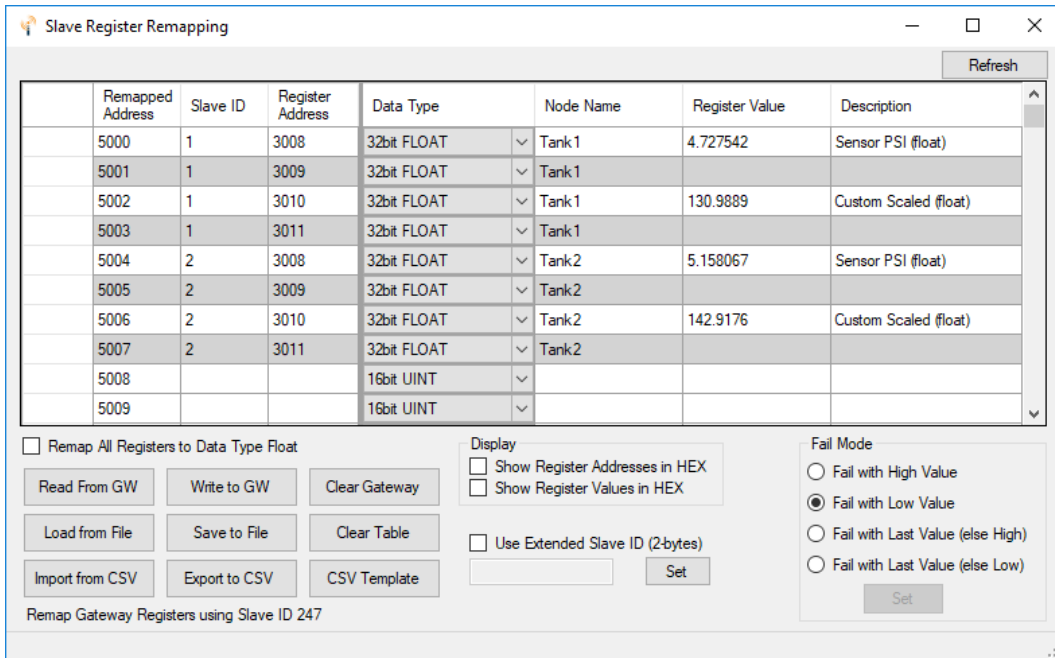 Slave Register Remapping
Refresh
Remapped Address Slave ID Register Address Data Type Node Name Register Value Description
5000 1 3008 32bit FLOAT Tank1 4.727542 Sensor PSI (float)
5001 1 3009 32bit FLOAT Tank1
5002 1 3010 32bit FLOAT Tank1 130.9889 Custom Scaled (float)
5003 1 3011 32bit FLOAT Tank1
5004 2 3008 32bit FLOAT Tank2 5.158067 Sensor PSI (float)
5005 2 3009 32bit FLOAT Tank2
5006 2 3010 32bit FLOAT Tank2 142.9176 Custom Scaled (float)
5007 2 3011 32bit FLOAT Tank2
5008 16bit UINT
5009 16bit UINT
Remap All Registers to Data Type Float
Read From GW Write to GW Clear Gateway
Load from File Save to File Clear Table
Import from CSV Export to CSV CSV Template
Remap Gateway Registers using Slave ID 247
Display
Show Register Addresses in HEX
Show Register Values in HEX
Use Extended Slave ID (2-bytes)
Set
Fail Mode
Fail with High Value
Fail with Low Value
Fail with Last Value (else High)
Fail with Last Value (else Low)
Set